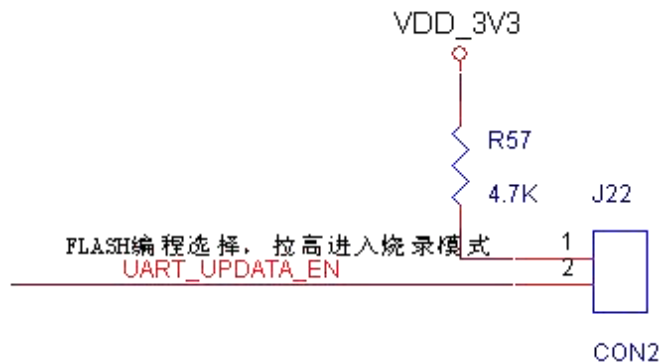 VDD_3V3
R57
4.7K
J22
FLASH编程选择, 拉高进入烧录模式
1
UART_UPDATA_EN
2
CON2